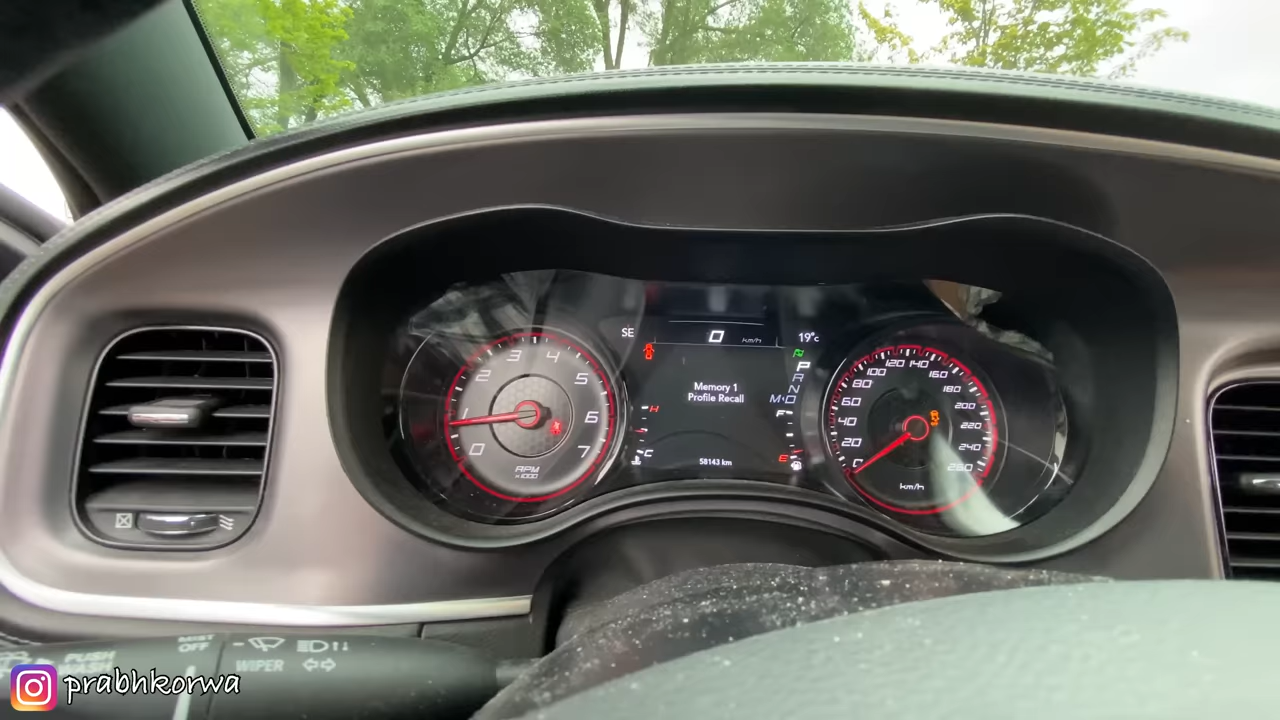 SE
0 km/h
19°C
Memory 1
Profile Recall
P
R
N
M·D
H
C
F
E
58143 km
0
1
2
3
4
5
6
7
RPM
x1000
0
20
40
60
80
100
120
140
160
180
200
220
240
260
km/h
MIST
OFF
PUSH
WASH
WIPER
prabhkorwa